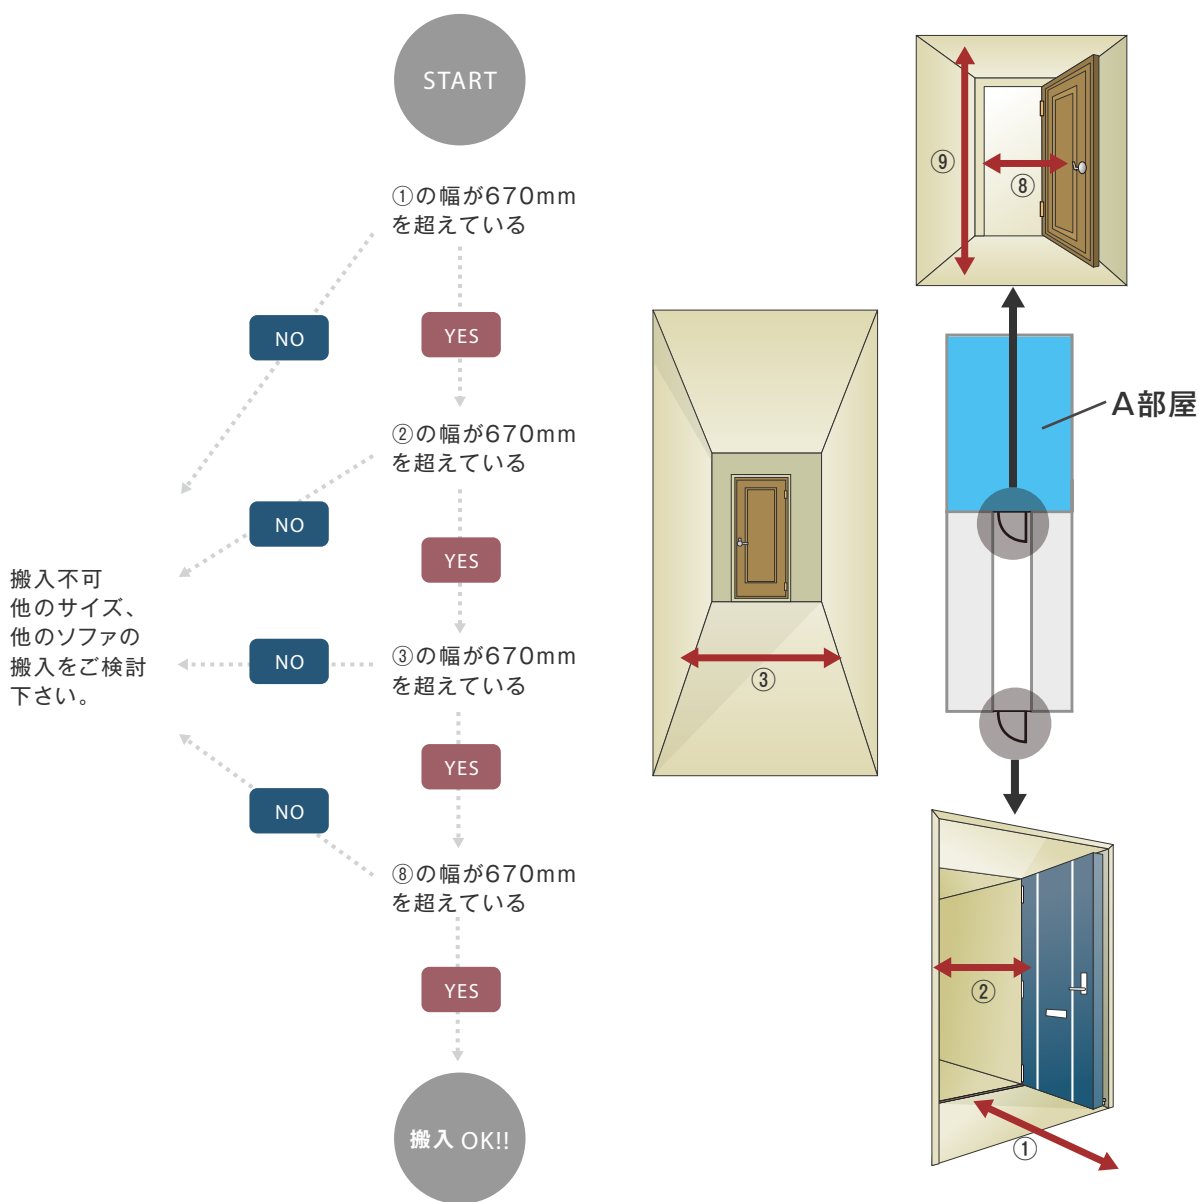 START
①の幅が670mm
を超えている
NO
YES
②の幅が670mm
を超えている
NO
YES
③の幅が670mm
を超えている
NO
YES
⑧の幅が670mm
を超えている
NO
YES
搬入 OK!!
搬入不可
他のサイズ、
他のソファの
搬入をご検討
下さい。
③
⑨
⑧
A部屋
②
①